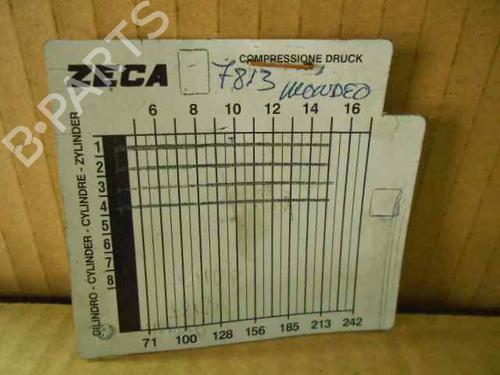 B-PARTS
COMPRESSIONE DRUCK
ZECA
7813 MONDEO
6 8 10 12 14 16
CILINDRO - CYLINDER - CYLINDRE - ZYLINDER
1
2
3
4
5
6
7
8
71 100 128 156 185 213 242